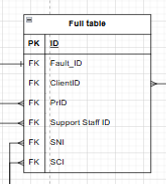 Full table
PK ID
FK Fault_ID
FK ClientID
FK PrID
FK Support Staff ID
FK SNI
FK SCI